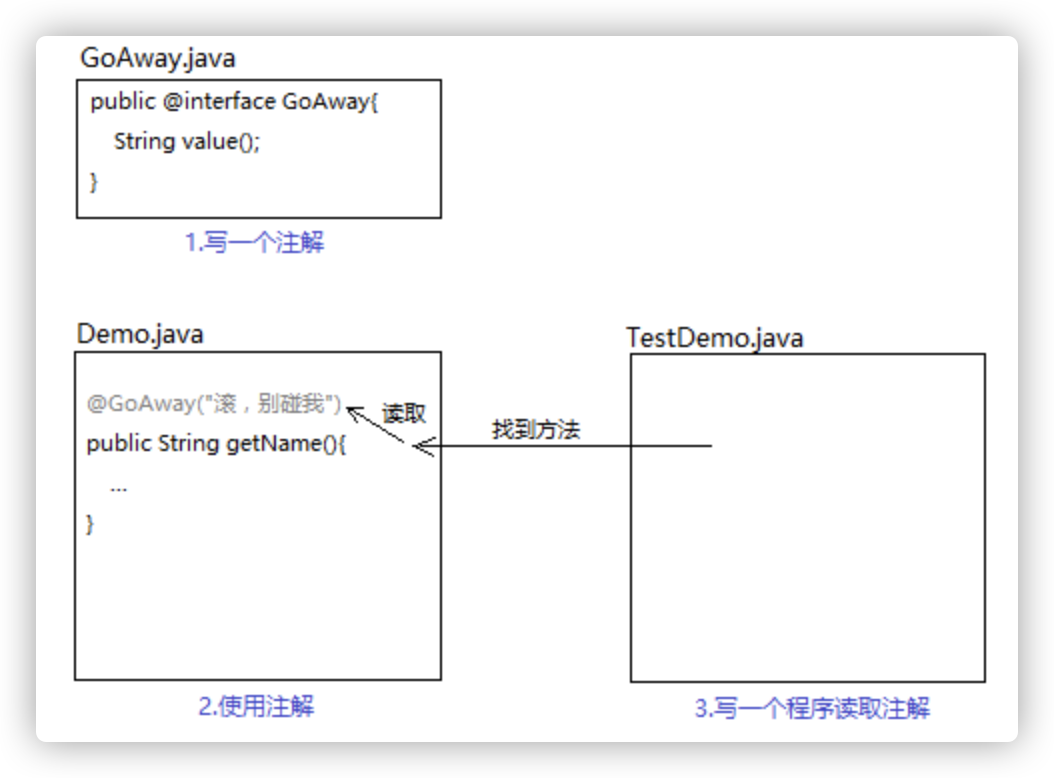 GoAway.java
public @interface GoAway{
String value();
}
1.写一个注解
Demo.java
@GoAway("滚，别碰我")
读取
public String getName(){
...
}
2.使用注解
找到方法
TestDemo.java
3.写一个程序读取注解